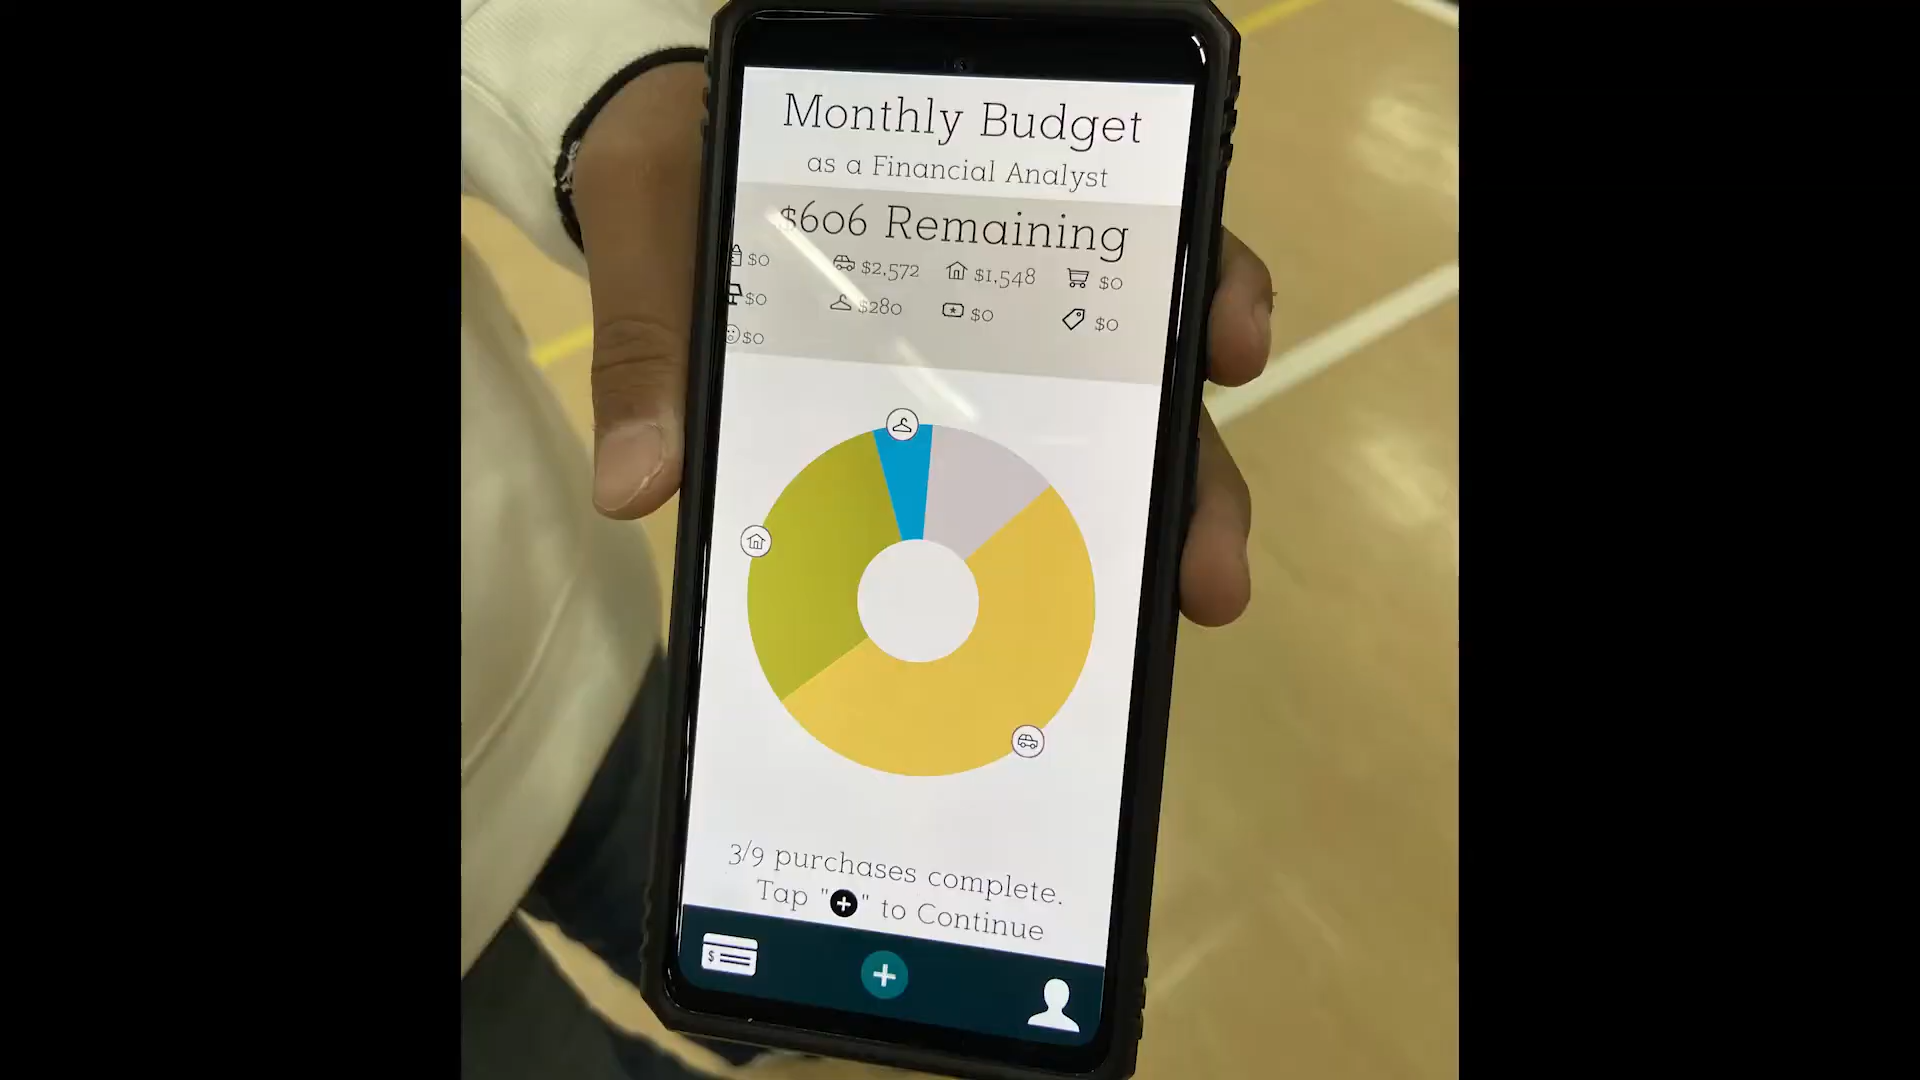 Monthly Budget
as a Financial Analyst
$606 Remaining
$0 $2,572 $1,548 $0
$0 $280 $0 $0
$0
3/9 purchases complete.
Tap "+" to Continue
$
+